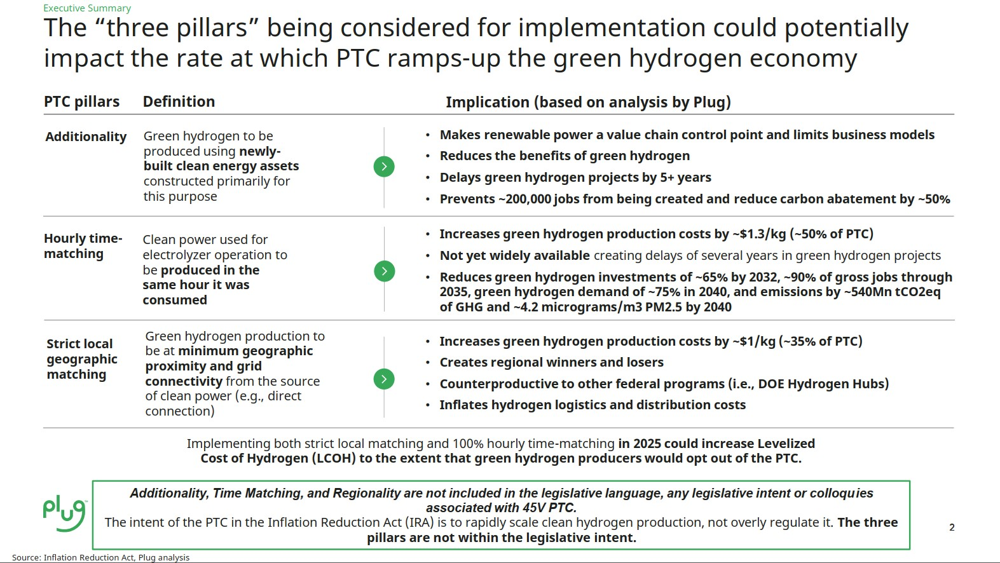 Executive Summary
The “three pillars” being considered for implementation could potentially
impact the rate at which PTC ramps-up the green hydrogen economy
PTC pillars
Definition
Implication (based on analysis by Plug)
Additionality
Green hydrogen to be
produced using newly-
built clean energy assets
constructed primarily for
this purpose
• Makes renewable power a value chain control point and limits business models
• Reduces the benefits of green hydrogen
• Delays green hydrogen projects by 5+ years
• Prevents ~200,000 jobs from being created and reduce carbon abatement by ~50%
Hourly time-
matching
Clean power used for
electrolyzer operation to
be produced in the
same hour it was
consumed
• Increases green hydrogen production costs by ~$1.3/kg (~50% of PTC)
• Not yet widely available creating delays of several years in green hydrogen projects
• Reduces green hydrogen investments of ~65% by 2032, ~90% of gross jobs through
2035, green hydrogen demand of ~75% in 2040, and emissions by ~540Mn tCO2eq
of GHG and ~4.2 micrograms/m3 PM2.5 by 2040
Strict local
geographic
matching
Green hydrogen production to
be at minimum geographic
proximity and grid
connectivity from the source
of clean power (e.g., direct
connection)
• Increases green hydrogen production costs by ~$1/kg (~35% of PTC)
• Creates regional winners and losers
• Counterproductive to other federal programs (i.e., DOE Hydrogen Hubs)
• Inflates hydrogen logistics and distribution costs
Implementing both strict local matching and 100% hourly time-matching in 2025 could increase Levelized
Cost of Hydrogen (LCOH) to the extent that green hydrogen producers would opt out of the PTC.
plug
Additionality, Time Matching, and Regionality are not included in the legislative language, any legislative intent or colloquies
associated with 45V PTC.
The intent of the PTC in the Inflation Reduction Act (IRA) is to rapidly scale clean hydrogen production, not overly regulate it. The three
pillars are not within the legislative intent.
2
Source: Inflation Reduction Act, Plug analysis